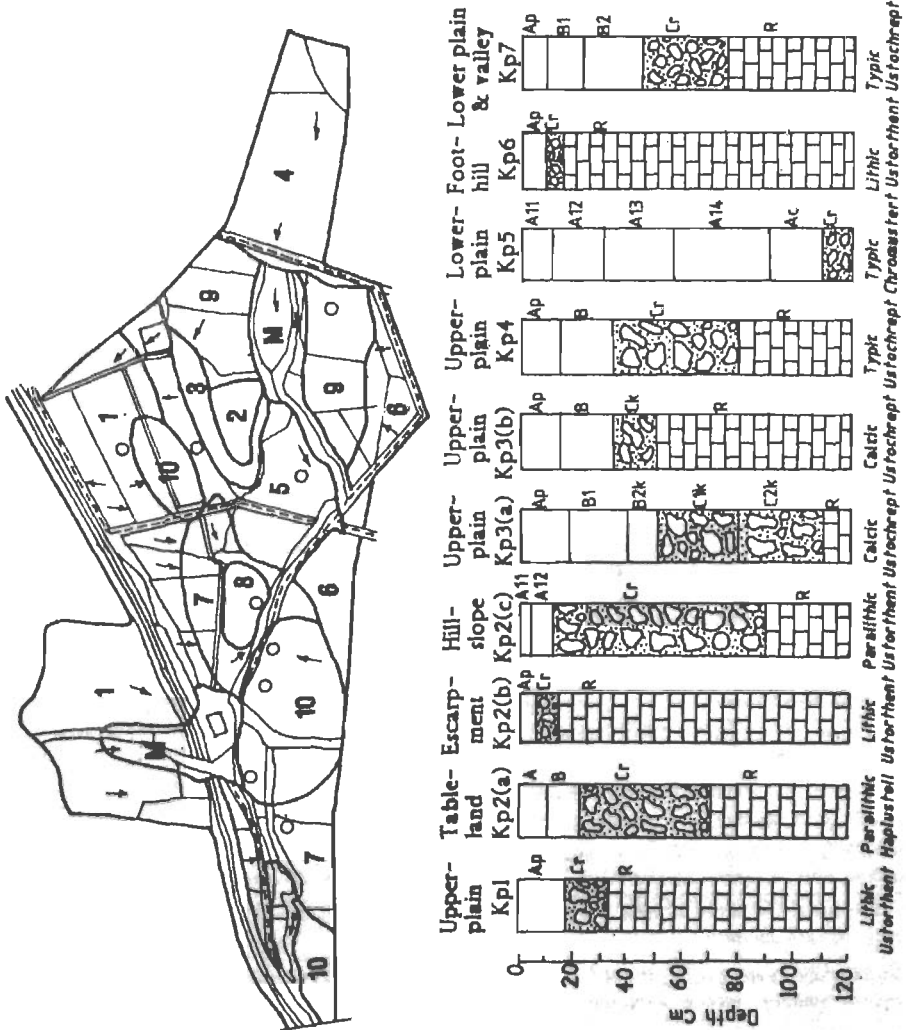 1
M
7
10
7
8
10
6
1
10
3
2
5
9
M
9
4
Upper- Table- Escarp- Hill- Upper- Upper- Upper- Lower- Foot- Lower plain
plain land ment slope plain plain plain plain hill & valley
Kp1 Kp2(a) Kp2(b) Kp2(c) Kp3(a) Kp3(b) Kp4 Kp5 Kp6 Kp7
Depth Cm
0
20
40
60
80
100
120
Ap
Cr
R
A
B
Cr
R
Ap
Cr
R
A11
A12
Cr
R
Ap
B1
B2k
C1k
C2k
R
Ap
B
Ck
R
Ap
B
Cr
R
A11
A12
A13
A14
Ac
Cr
Ap
Cr
R
Ap
B1
B2
Cr
R
Lithic Paralithic Lithic Paralithic Calcic Calcic Typic Typic Lithic Typic
Ustorthent Haplustoll Ustorthent Ustorthent Ustochrept Ustochrept Ustochrept Chromustert Ustorthent Ustochrept